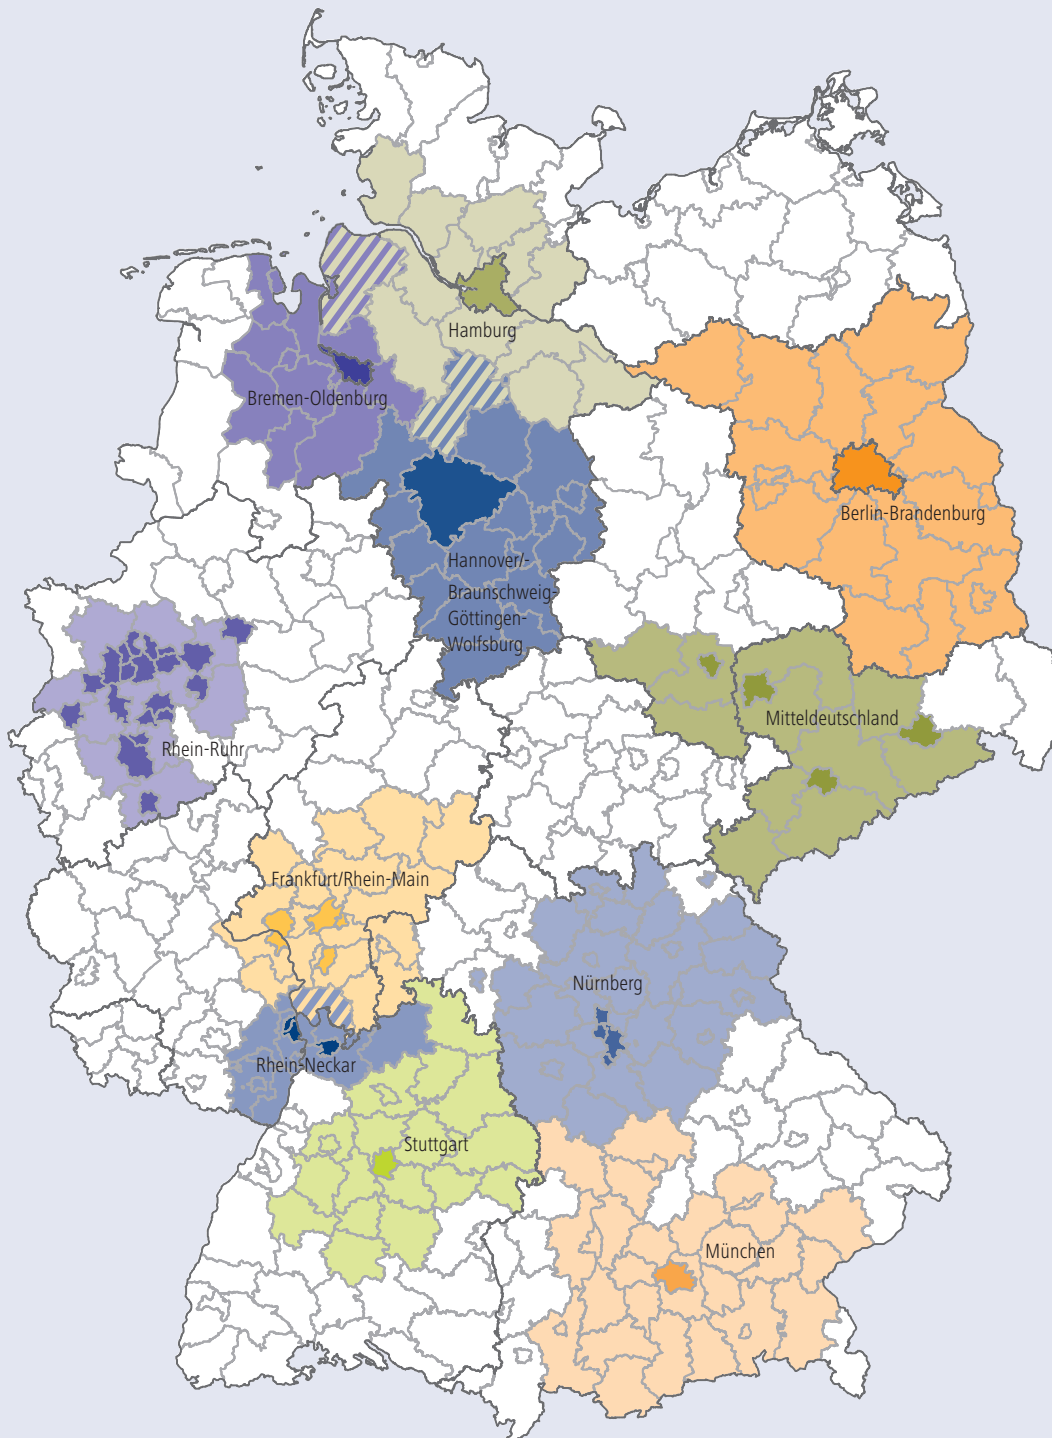 Hamburg
Bremen-Oldenburg
Berlin-Brandenburg
Hannover/-
Braunschweig-
Göttingen-
Wolfsburg
Mitteldeutschland
Rhein-Ruhr
Frankfurt/Rhein-Main
Nürnberg
Rhein-Neckar
Stuttgart
München